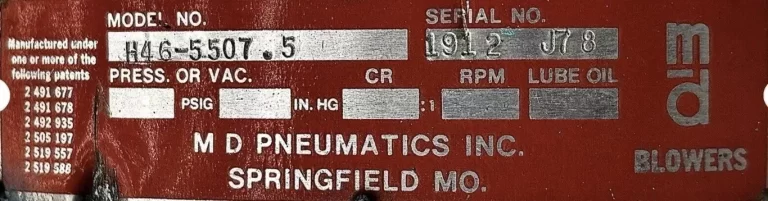 Manufactured under
one or more of the
following patents
2 491 677
2 491 678
2 492 935
2 505 197
2 519 557
2 519 588
MODEL NO.
H46-5507.5
SERIAL NO.
1912 J78
PRESS. OR VAC.
CR
RPM
LUBE OIL
PSIG
IN. HG
:1
M D PNEUMATICS INC.
SPRINGFIELD MO.
md
BLOWERS